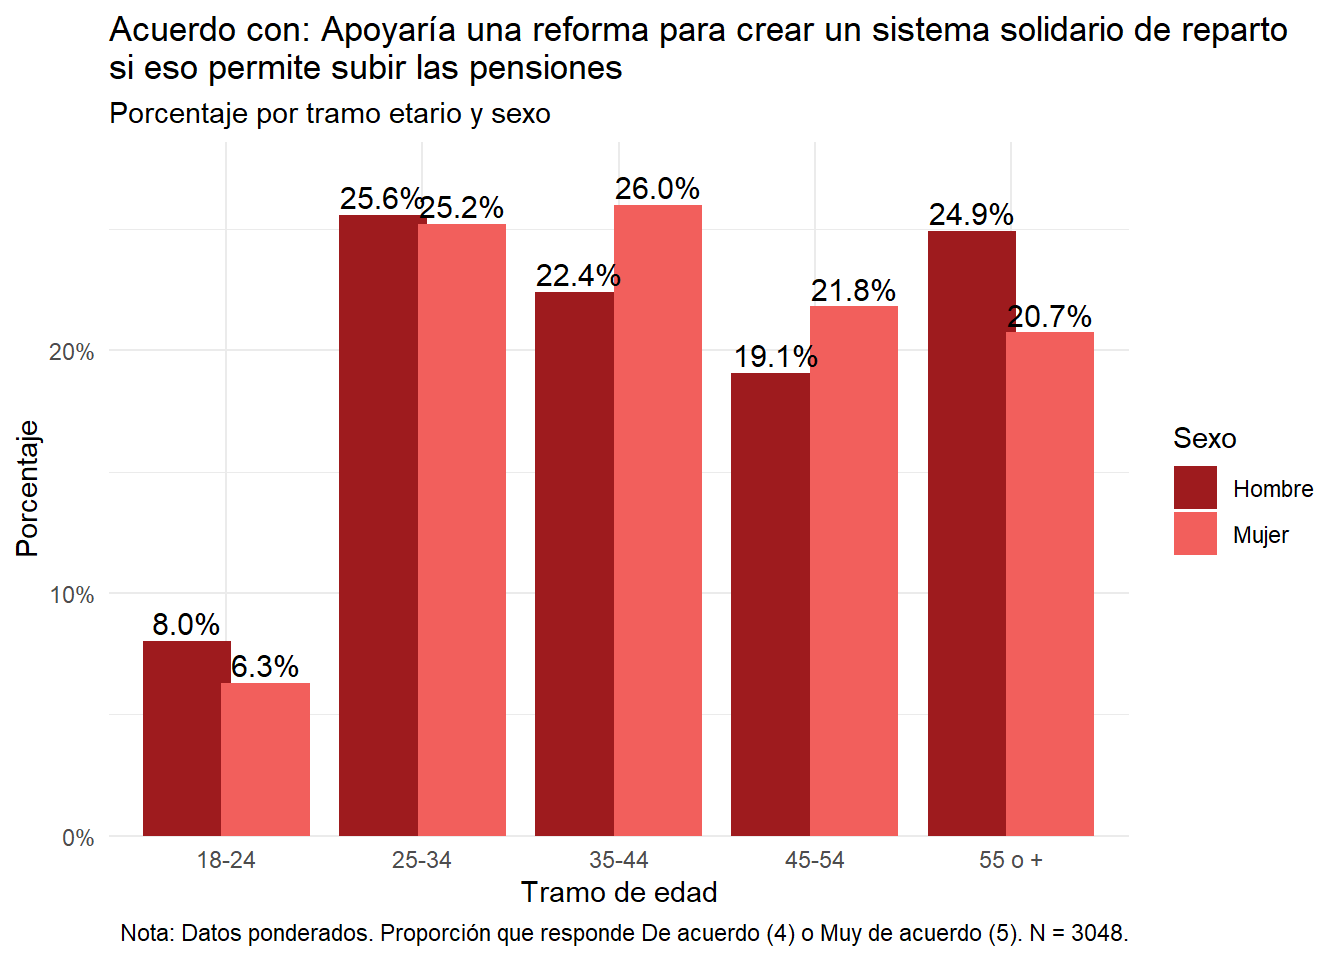 Acuerdo con: Apoyaría una reforma para crear un sistema solidario de reparto
si eso permite subir las pensiones
Porcentaje por tramo etario y sexo
25.6%
25.2%
22.4%
26.0%
19.1%
21.8%
24.9%
20.7%
8.0%
6.3%
20%
10%
0%
Porcentaje
18-24
25-34
35-44
45-54
55 o +
Tramo de edad
Sexo
Hombre
Mujer
Nota: Datos ponderados. Proporción que responde De acuerdo (4) o Muy de acuerdo (5). N = 3048.